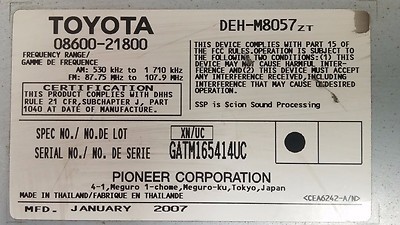 TOYOTA
DEH-M8057ZT
08600-21800
FREQUENCY RANGE/
GAMME DE FREQUENCE
AM: 530 kHz to 1 710 kHz
FM: 87.75 MHz to 107.9 MHz
THIS DEVICE COMPLIES WITH PART 15 OF
THE FCC RULES.OPERATION IS SUBJECT
TO THE FOLLOWING TWO CONDITIONS:(1) THIS
DEVICE MAY NOT CAUSE HARMFUL INTER-
FERENCE,AND(2) THIS DEVICE MUST ACCEPT
ANY INTERFERENCE RECEIVED,INCLUDING
INTERFERENCE THAT MAY CAUSE UNDESIRED
OPERATION.
CERTIFICATION
THIS PRODUCT COMPLIES WITH DHHS
RULE 21 CFR,SUBCHAPTER J, PART
1040 AT DATE OF MANUFACTURE.
SSP is Scion Sound Processing
SPEC NO./ NO.DE LOT XN/UC
SERIAL NO./ NO.DE SERIE GATM165414UC
PIONEER CORPORATION
4-1,Meguro 1-chome,Meguro-ku,Tokyo,Japan
MADE IN THAILAND/FABRIQUE EN THAILANDE
<CEA6242-A/N>
MFD. JANUARY 2007